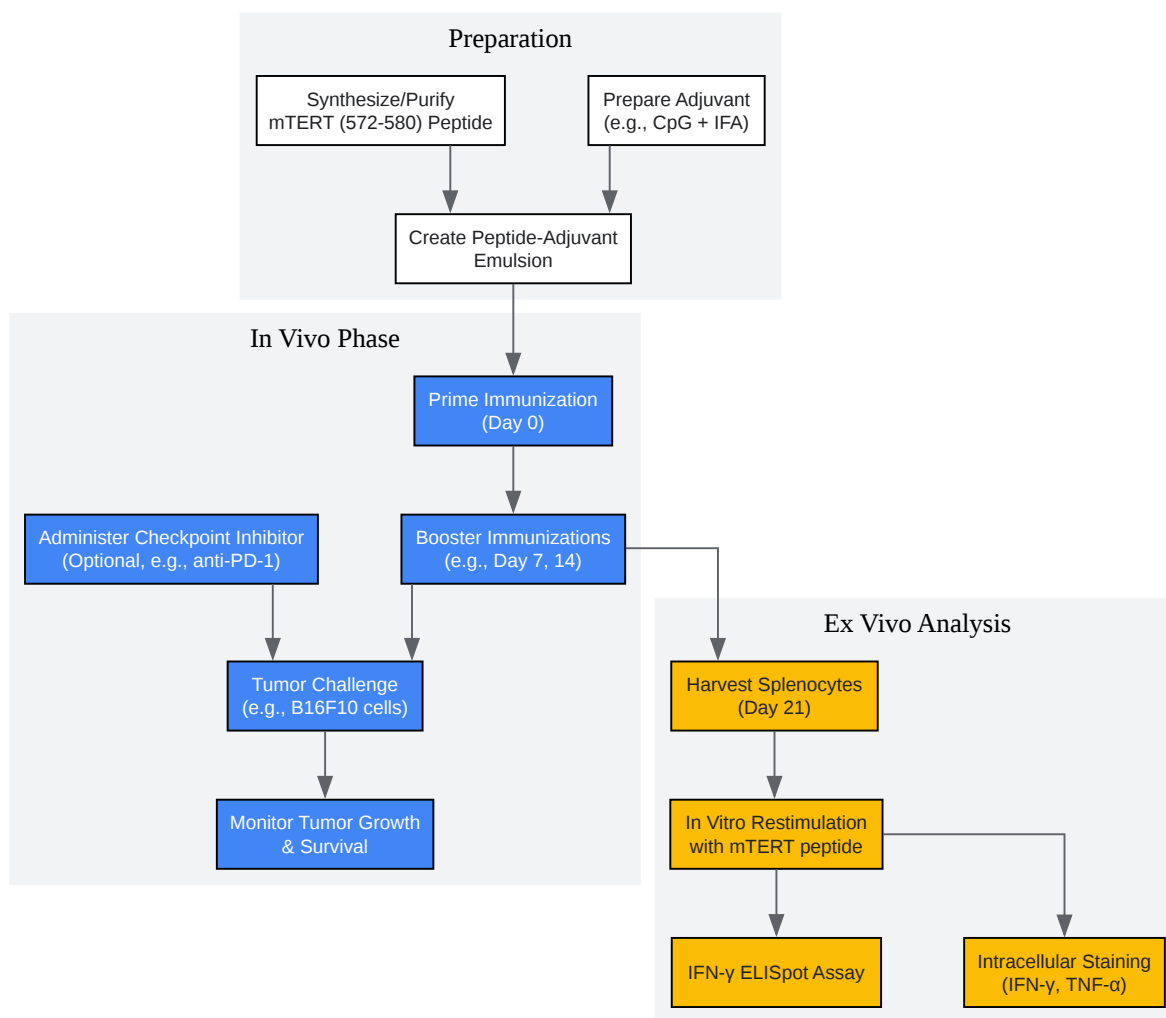 Preparation
Synthesize/Purify
mTERT (572-580) Peptide
Prepare Adjuvant
(e.g., CpG + IFA)
Create Peptide-Adjuvant
Emulsion
In Vivo Phase
Prime Immunization
(Day 0)
Administer Checkpoint Inhibitor
(Optional, e.g., anti-PD-1)
Booster Immunizations
(e.g., Day 7, 14)
Tumor Challenge
(e.g., B16F10 cells)
Monitor Tumor Growth
& Survival
Ex Vivo Analysis
Harvest Splenocytes
(Day 21)
In Vitro Restimulation
with mTERT peptide
IFN-γ ELISpot Assay
Intracellular Staining
(IFN-γ, TNF-α)